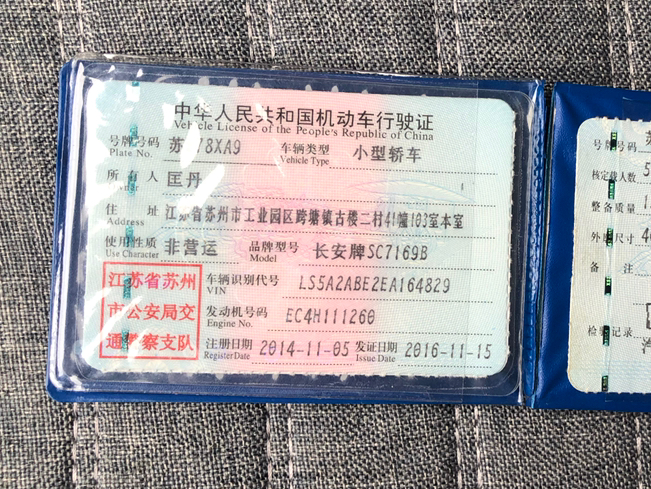 中华人民共和国机动车行驶证
Vehicle License of the People's Republic of China
号牌号码 苏 78XA9 车辆类型 小型轿车
Plate No. Vehicle Type
所有人 匡丹
住址 江苏省苏州市工业园区跨塘镇古楼二村41幢103室本室
Address
使用性质 非营运 品牌型号 长安牌SC7169B
Use Character Model
江苏省苏州
市公安局交
通警察支队
车辆识别代号 LS5A2ABE2EA164829
VIN
发动机号码 EC4H111260
Engine No.
注册日期 2014-11-05 发证日期 2016-11-15
Register Date Issue Date
号牌号码
核定载人数 5
整备质量
外廓尺寸
备注
检验记录